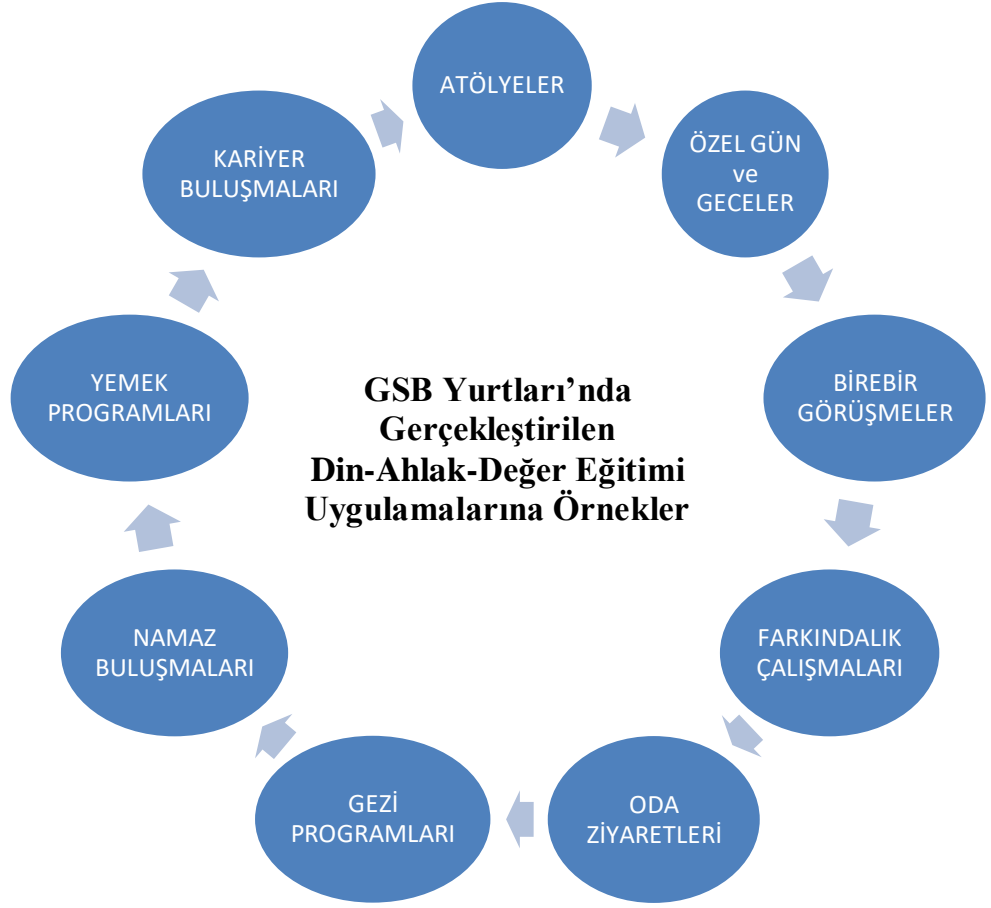 ATÖLYELER
ÖZEL GÜN
ve
GECELER
BİREBİR
GÖRÜŞMELER
FARKINDALIK
ÇALIŞMALARI
ODA
ZİYARETLERİ
GEZİ
PROGRAMLARI
NAMAZ
BULUŞMALARI
YEMEK
PROGRAMLARI
KARİYER
BULUŞMALARI
GSB Yurtları’nda
Gerçekleştirilen
Din-Ahlak-Değer Eğitimi
Uygulamalarına Örnekler